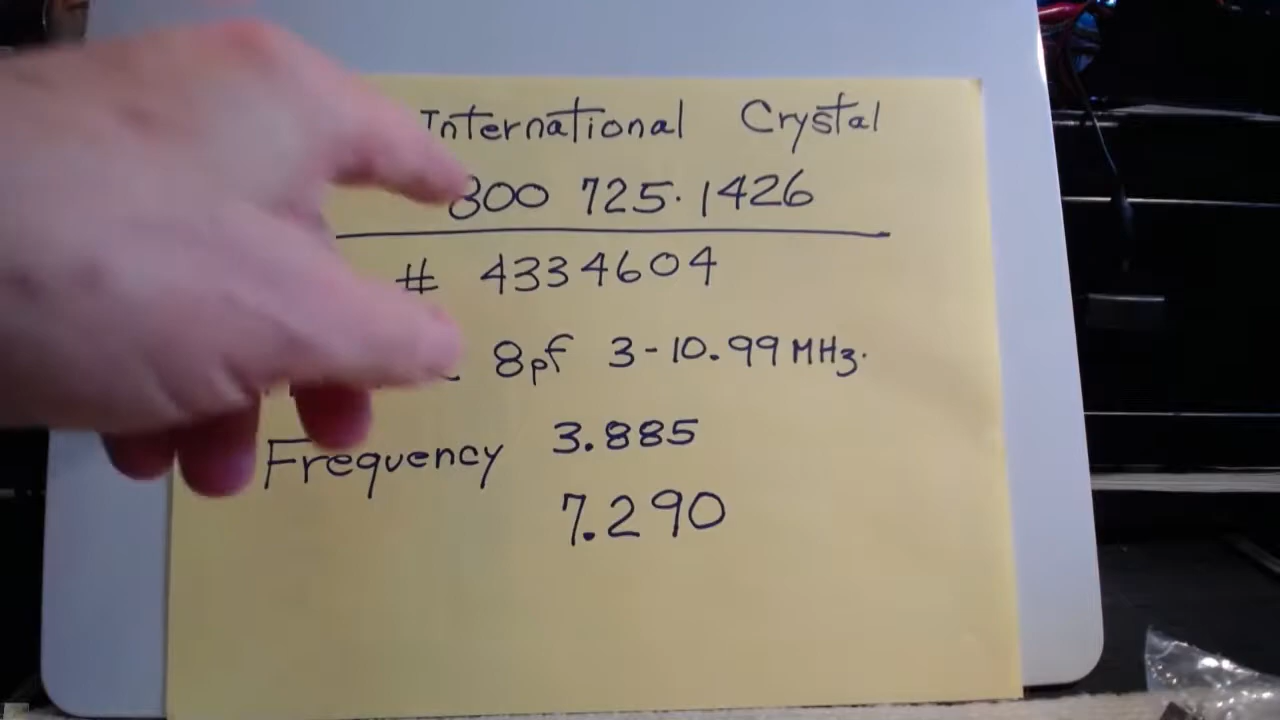 International Crystal
800 725.1426
# 4334604
8pf 3-10.99 MHz.
Frequency 3.885
7.290